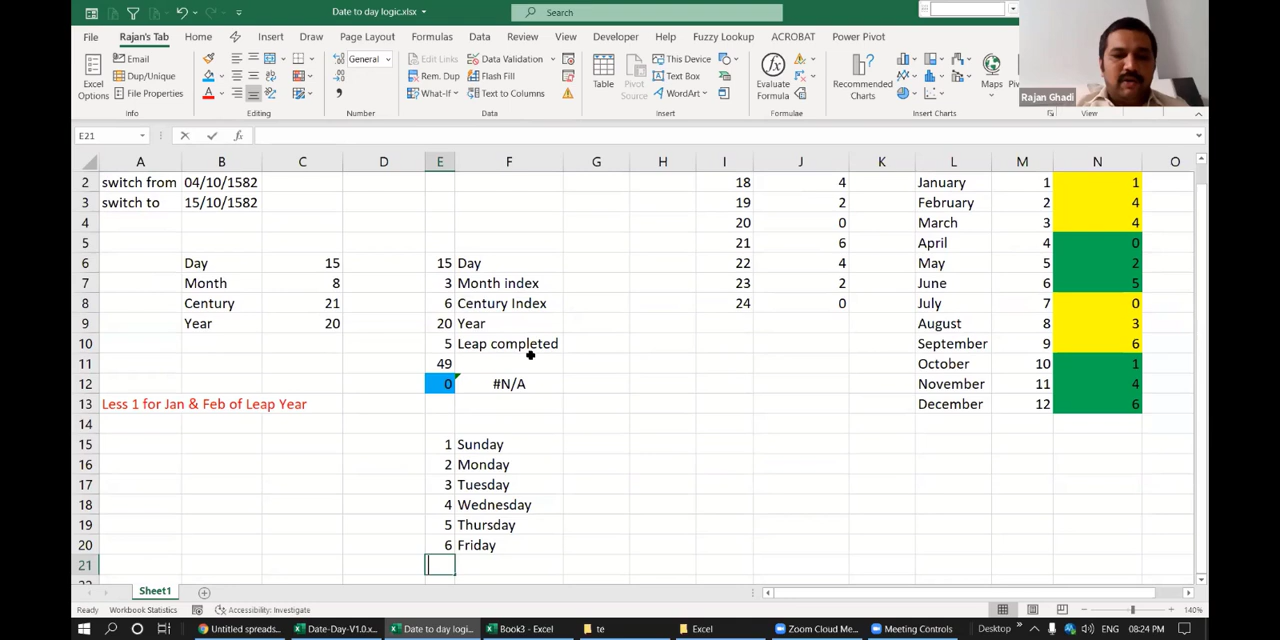 Date to day logic.xlsx
Search
File Rajan's Tab Home Insert Draw Page Layout Formulas Data Review View Developer Help Fuzzy Lookup ACROBAT Power Pivot
Email General Edit Links Data Validation This Device
Dup/Unique Rem. Dup Flash Fill Text Box
File Properties What-If Text to Columns WordArt
Excel Options Table Pivot Source Evaluate Formula Recommended Charts Maps
Info Editing Number Data Insert Formulae Insert Charts View
Rajan Ghadi
E21 fx
A B C D E F G H I J K L M N O
2 switch from 04/10/1582 18 4 January 1 1
3 switch to 15/10/1582 19 2 February 2 4
4 20 0 March 3 4
5 21 6 April 4 0
6 Day 15 15 Day 22 4 May 5 2
7 Month 8 3 Month index 23 2 June 6 5
8 Century 21 6 Century Index 24 0 July 7 0
9 Year 20 20 Year August 8 3
10 5 Leap completed September 9 6
11 49 October 10 1
12 0 #N/A November 11 4
13 Less 1 for Jan & Feb of Leap Year December 12 6
14
15 1 Sunday
16 2 Monday
17 3 Tuesday
18 4 Wednesday
19 5 Thursday
20 6 Friday
21
Sheet1
Ready Workbook Statistics Accessibility: Investigate 140%
Untitled spreads... Date-Day-V1.0.x... Date to day logi... Book3 - Excel te Excel Zoom Cloud Me... Meeting Controls Desktop ENG 08:24 PM